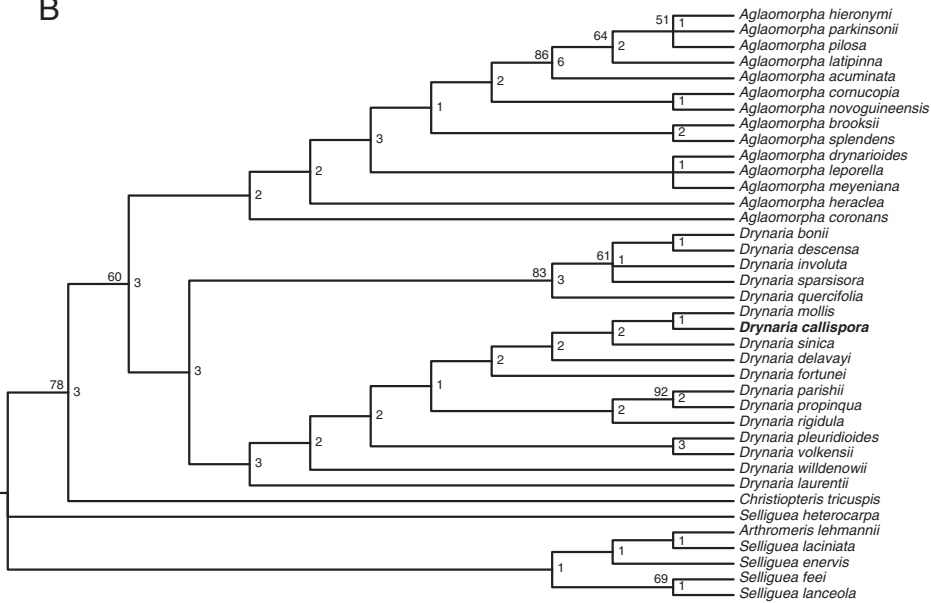 B
Aglaomorpha hieronymi
51 1
Aglaomorpha parkinsonii
64 2
Aglaomorpha pilosa
86 6
Aglaomorpha latipinna
2
Aglaomorpha acuminata
Aglaomorpha cornucopia
1
1
Aglaomorpha novoguineensis
Aglaomorpha brooksii
2
3
Aglaomorpha splendens
Aglaomorpha drynarioides
2
1
Aglaomorpha leporella
Aglaomorpha meyeniana
2
Aglaomorpha heraclea
Aglaomorpha coronans
Drynaria bonii
1
Drynaria descensa
61 1
Drynaria involuta
60 3
83 3
Drynaria sparsisora
Drynaria quercifolia
Drynaria mollis
1
Drynaria callispora
2
Drynaria sinica
2
Drynaria delavayi
2
3
Drynaria fortunei
78 3
1
Drynaria parishii
92 2
Drynaria propinqua
2
2
Drynaria rigidula
Drynaria pleuridioides
2
3
Drynaria volkensii
3
Drynaria willdenowii
Drynaria laurentii
Christiopteris tricuspis
Selliguea heterocarpa
Arthromeris lehmannii
1
1
Selliguea laciniata
1
Selliguea enervis
69 1
Selliguea feei
Selliguea lanceola